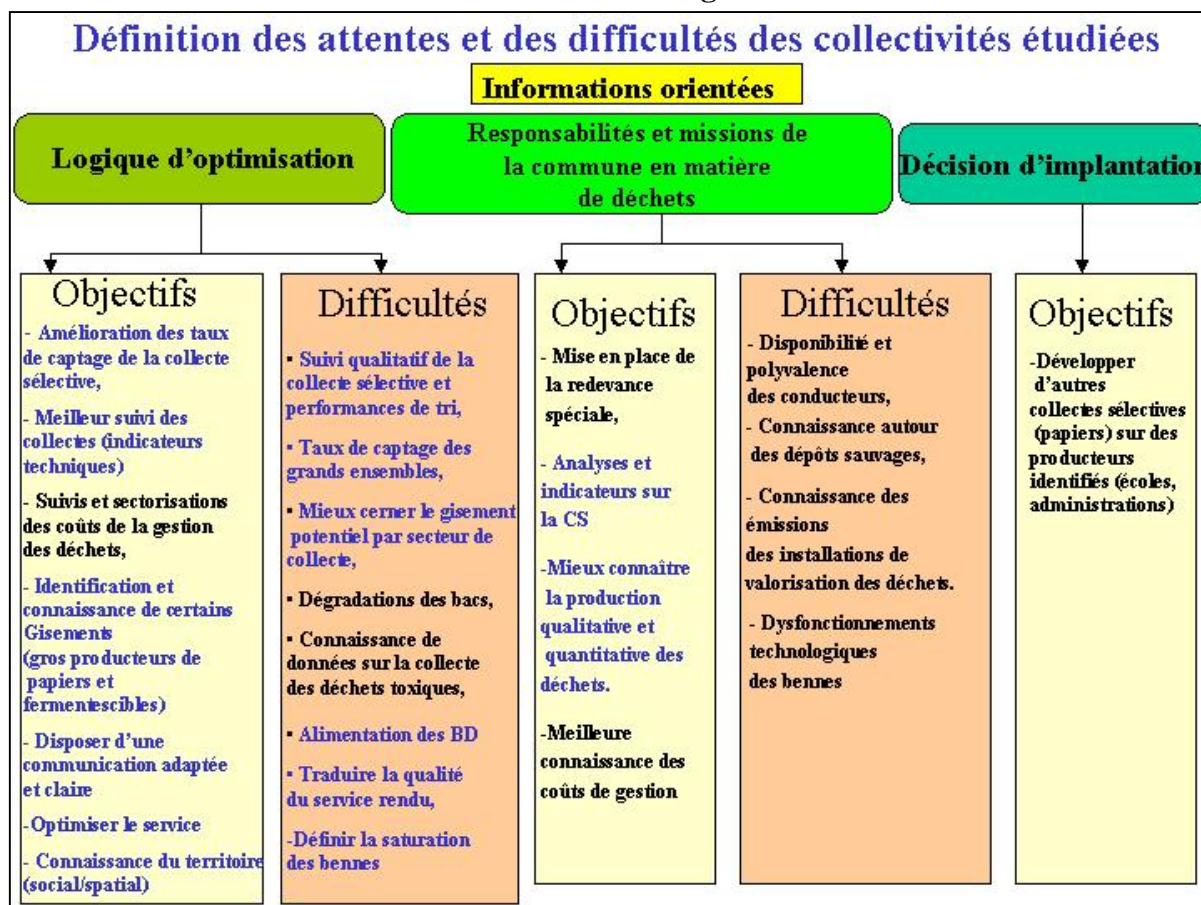 Définition des attentes et des difficultés des collectivités étudiées
Informations orientées
Logique d'optimisation
Responsabilités et missions de
la commune en matière
de déchets
Décision d'implantation
Objectifs
- Amélioration des taux
de captage de la collecte
sélective,
- Meilleur suivi des
collectes (indicateurs
techniques)
- Suivis et sectorisations
des coûts de la gestion
des déchets,
- Identification et
connaissance de certains
Gisements
(gros producteurs de
papiers et
fermentescibles)
- Disposer d'une
communication adaptée
et claire
-Optimiser le service
- Connaissance du territoire
(social/spatial)
Difficultés
▪ Suivi qualitatif de la
collecte sélective et
performances de tri,
▪ Taux de captage des
grands ensembles,
▪ Mieux cerner le gisement
potentiel par secteur de
collecte,
▪ Dégradations des bacs,
▪ Connaissance de
données sur la collecte
des déchets toxiques,
▪ Alimentation des BD
▪ Traduire la qualité
du service rendu,
-Définir la saturation
des bennes
Objectifs
- Mise en place de
la redevance
spéciale,
- Analyses et
indicateurs sur
la CS
-Mieux connaître
la production
qualitative et
quantitative des
déchets.
-Meilleure
connaissance des
coûts de gestion
Difficultés
- Disponibilité et
polyvalence
des conducteurs,
- Connaissance autour
des dépôts sauvages,
- Connaissance des
émissions
des installations de
valorisation des déchets.
- Dysfonctionnements
technologiques
des bennes
Objectifs
-Développer
d'autres
collectes sélectives
(papiers) sur des
producteurs
identifiés (écoles,
administrations)